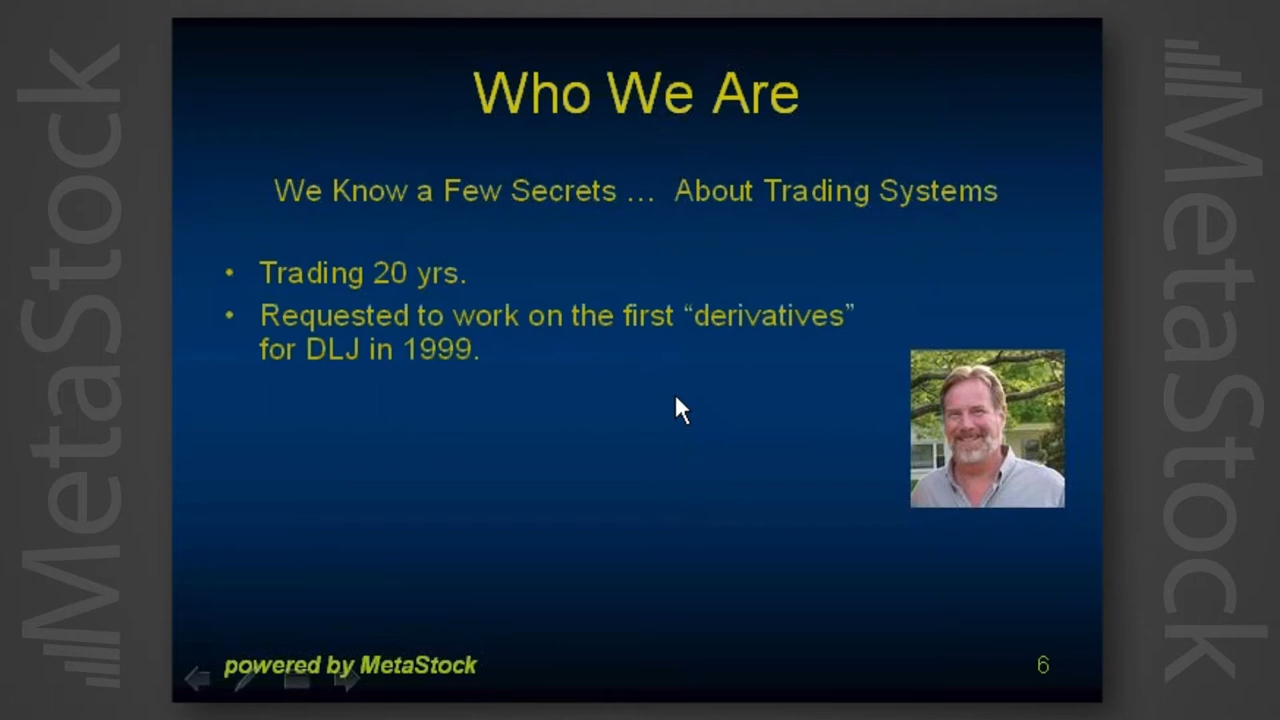 Who We Are
We Know a Few Secrets … About Trading Systems
• Trading 20 yrs.
• Requested to work on the first “derivatives”
for DLJ in 1999.
powered by MetaStock
6
MetaStock
MetaStock